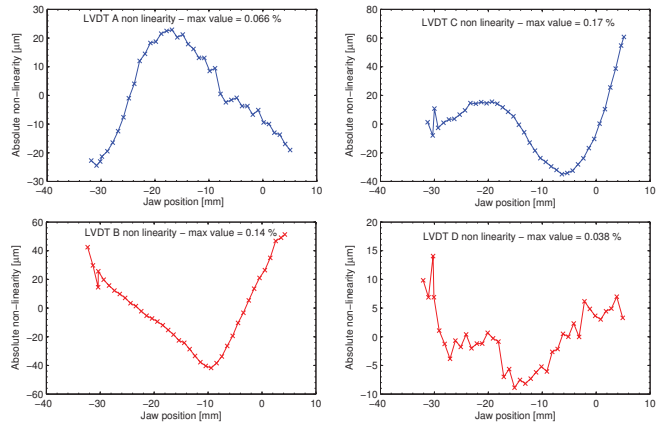 LVDT A non linearity − max value = 0.066 %
Absolute non−linearity [µm]
30
20
10
0
−10
−20
−30
−40 −30 −20 −10 0 10
Jaw position [mm]
LVDT C non linearity − max value = 0.17 %
Absolute non−linearity [µm]
80
60
40
20
0
−20
−40
−40 −30 −20 −10 0 10
Jaw position [mm]
LVDT B non linearity − max value = 0.14 %
Absolute non−linearity [µm]
60
40
20
0
−20
−40
−60
−40 −30 −20 −10 0 10
Jaw position [mm]
LVDT D non linearity − max value = 0.038 %
Absolute non−linearity [µm]
20
15
10
5
0
−5
−10
−40 −30 −20 −10 0 10
Jaw position [mm]